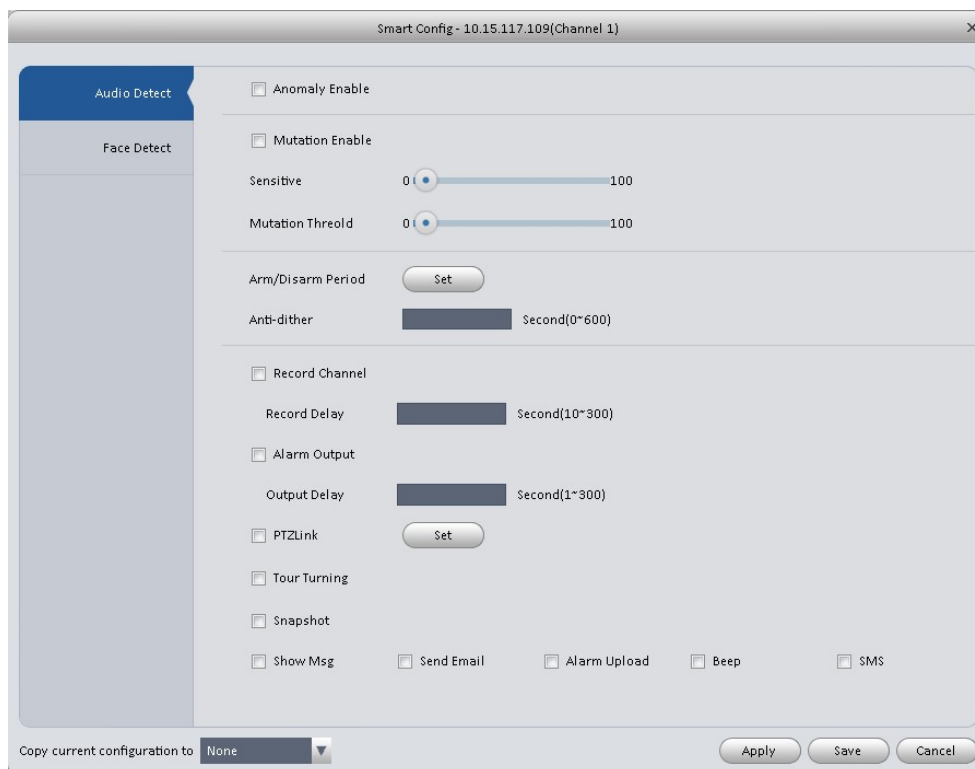 Smart Config - 10.15.117.109(Channel 1)
Audio Detect
Face Detect
Anomaly Enable
Mutation Enable
Sensitive 0 100
Mutation Threold 0 100
Arm/Disarm Period Set
Anti-dither Second(0~600)
Record Channel
Record Delay Second(10~300)
Alarm Output
Output Delay Second(1~300)
PTZLink Set
Tour Turning
Snapshot
Show Msg Send Email Alarm Upload Beep SMS
Copy current configuration to None Apply Save Cancel